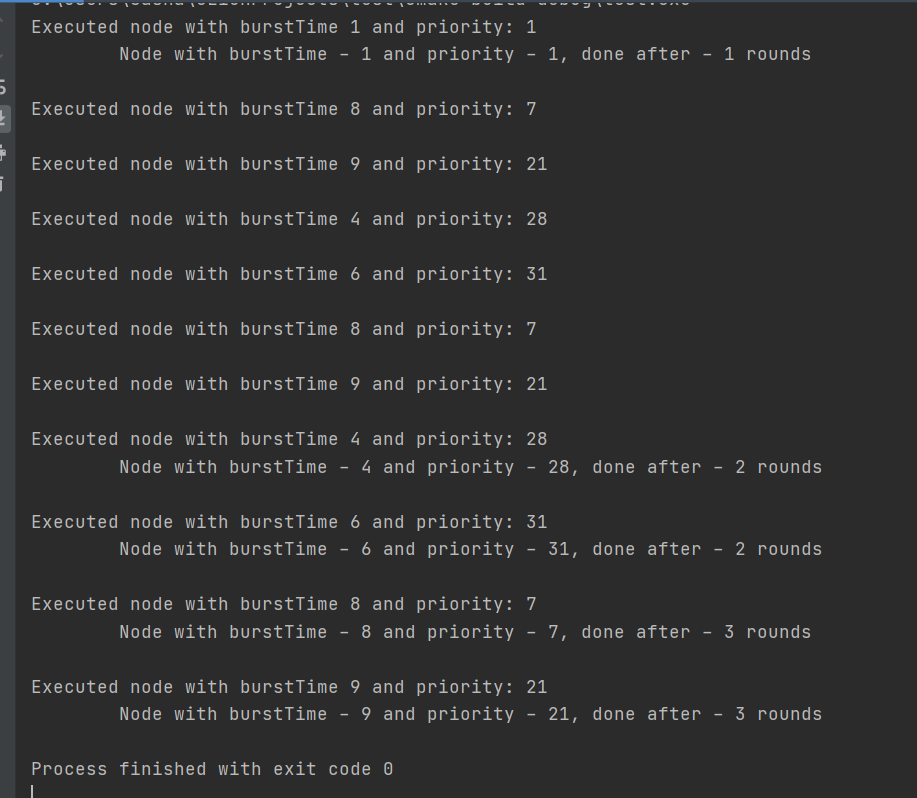 Executed node with burstTime 1 and priority: 1
Node with burstTime - 1 and priority - 1, done after - 1 rounds
Executed node with burstTime 8 and priority: 7
Executed node with burstTime 9 and priority: 21
Executed node with burstTime 4 and priority: 28
Executed node with burstTime 6 and priority: 31
Executed node with burstTime 8 and priority: 7
Executed node with burstTime 9 and priority: 21
Executed node with burstTime 4 and priority: 28
Node with burstTime - 4 and priority - 28, done after - 2 rounds
Executed node with burstTime 6 and priority: 31
Node with burstTime - 6 and priority - 31, done after - 2 rounds
Executed node with burstTime 8 and priority: 7
Node with burstTime - 8 and priority - 7, done after - 3 rounds
Executed node with burstTime 9 and priority: 21
Node with burstTime - 9 and priority - 21, done after - 3 rounds
Process finished with exit code 0